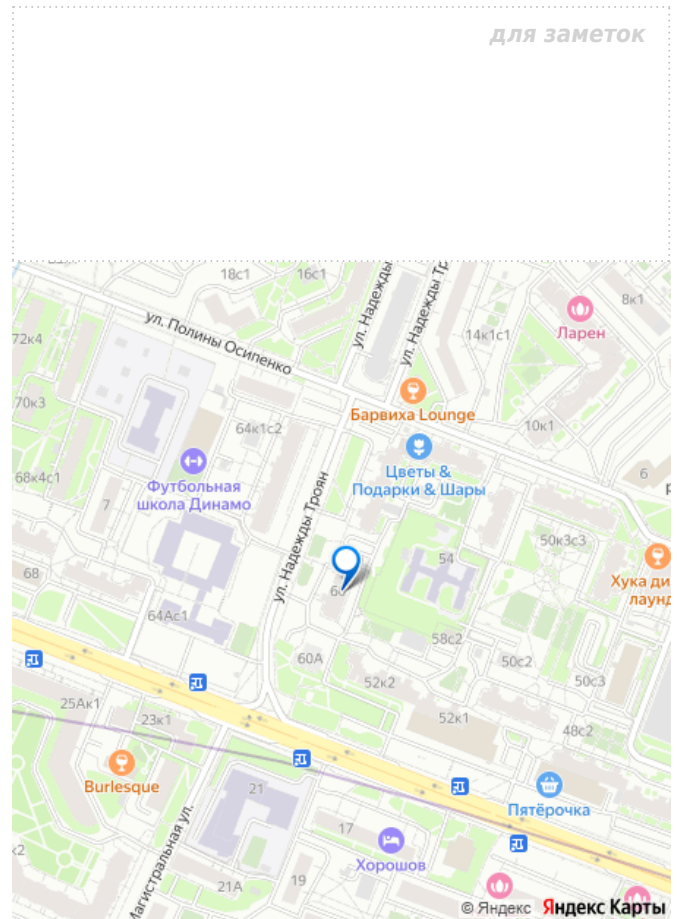 для заметок
18с1
16с1
8к1
ул. Надежды
ул. Надежды Тр
ул. Полины Осипенко
72к4
14к1с1
Ларен
70к3
Барвиха Lounge
64к1с2
10к1
Цветы &
Подарки & Шары
68к4с1
Футбольная
школа Динамо
6
7
ул. Надежды Троян
54
50к3с3
Хука ди
лаунд
68
60
64Ас1
58с2
60А
50с2
52к2
50с3
25Ак1
23к1
52к1
48с2
Burlesque
21
Пятёрочка
17
Хорошов
к2
Магистральная ул.
21А
19
© Яндекс Яндекс Карты